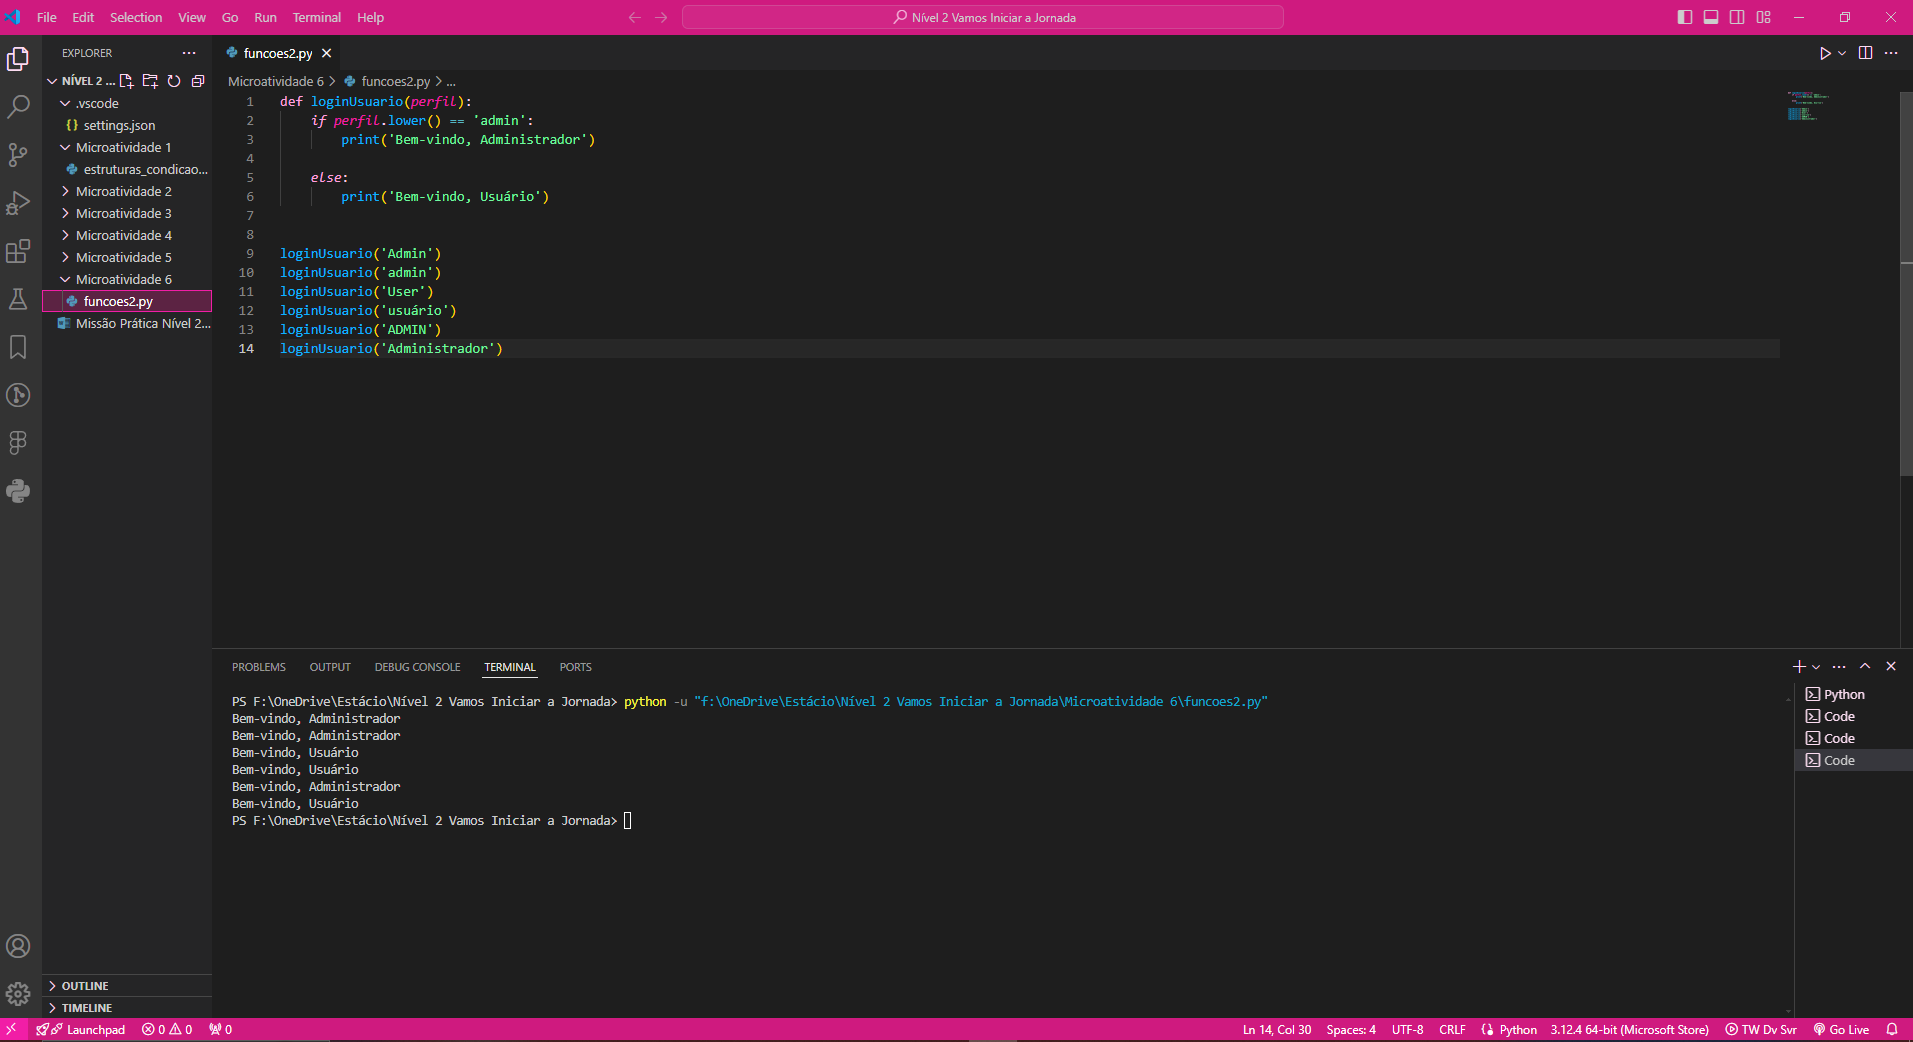 File Edit Selection View Go Run Terminal Help
Nível 2 Vamos Iniciar a Jornada
EXPLORER
NÍVEL 2 ...
.vscode
{} settings.json
Microatividade 1
estruturas_condicao...
Microatividade 2
Microatividade 3
Microatividade 4
Microatividade 5
Microatividade 6
funcoes2.py
Missão Prática Nível 2...
OUTLINE
TIMELINE
funcoes2.py
Microatividade 6 > funcoes2.py > ...
1 def loginUsuario(perfil):
2 if perfil.lower() == 'admin':
3 print('Bem-vindo, Administrador')
4
5 else:
6 print('Bem-vindo, Usuário')
7
8
9 loginUsuario('Admin')
10 loginUsuario('admin')
11 loginUsuario('User')
12 loginUsuario('usuário')
13 loginUsuario('ADMIN')
14 loginUsuario('Administrador')
PROBLEMS OUTPUT DEBUG CONSOLE TERMINAL PORTS
PS F:\OneDrive\Estácio\Nível 2 Vamos Iniciar a Jornada> python -u "f:\OneDrive\Estácio\Nível 2 Vamos Iniciar a Jornada\Microatividade 6\funcoes2.py"
Bem-vindo, Administrador
Bem-vindo, Administrador
Bem-vindo, Usuário
Bem-vindo, Usuário
Bem-vindo, Administrador
Bem-vindo, Usuário
PS F:\OneDrive\Estácio\Nível 2 Vamos Iniciar a Jornada>
Python
Code
Code
Code
Launchpad 0 0 0 Ln 14, Col 30 Spaces: 4 UTF-8 CRLF Python 3.12.4 64-bit (Microsoft Store) TW Dv Svr Go Live